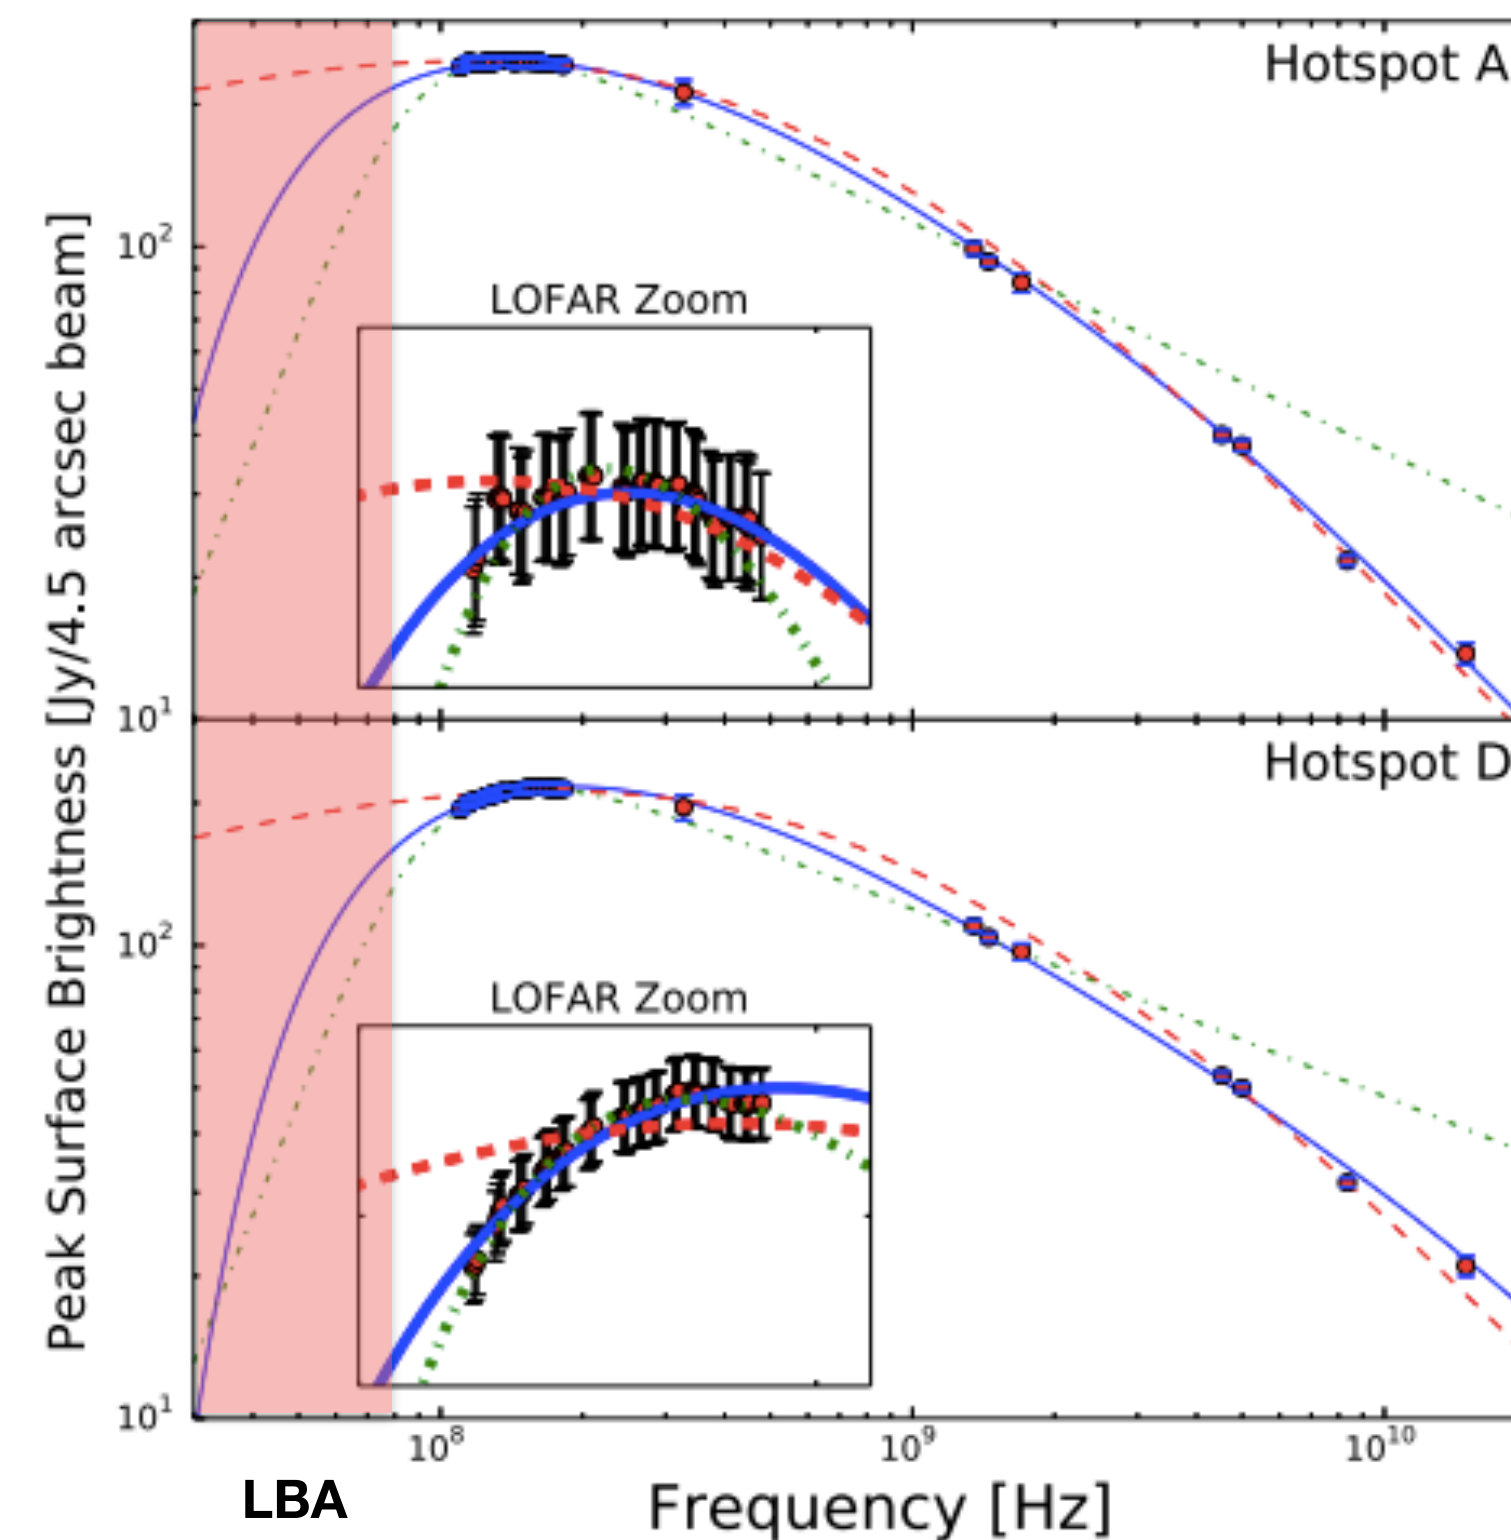 Hotspot A
10²
LOFAR Zoom
10¹
Peak Surface Brightness [Jy/4.5 arcsec beam]
Hotspot D
10²
LOFAR Zoom
10¹
10⁸
10⁹
10¹⁰
LBA
Frequency [Hz]